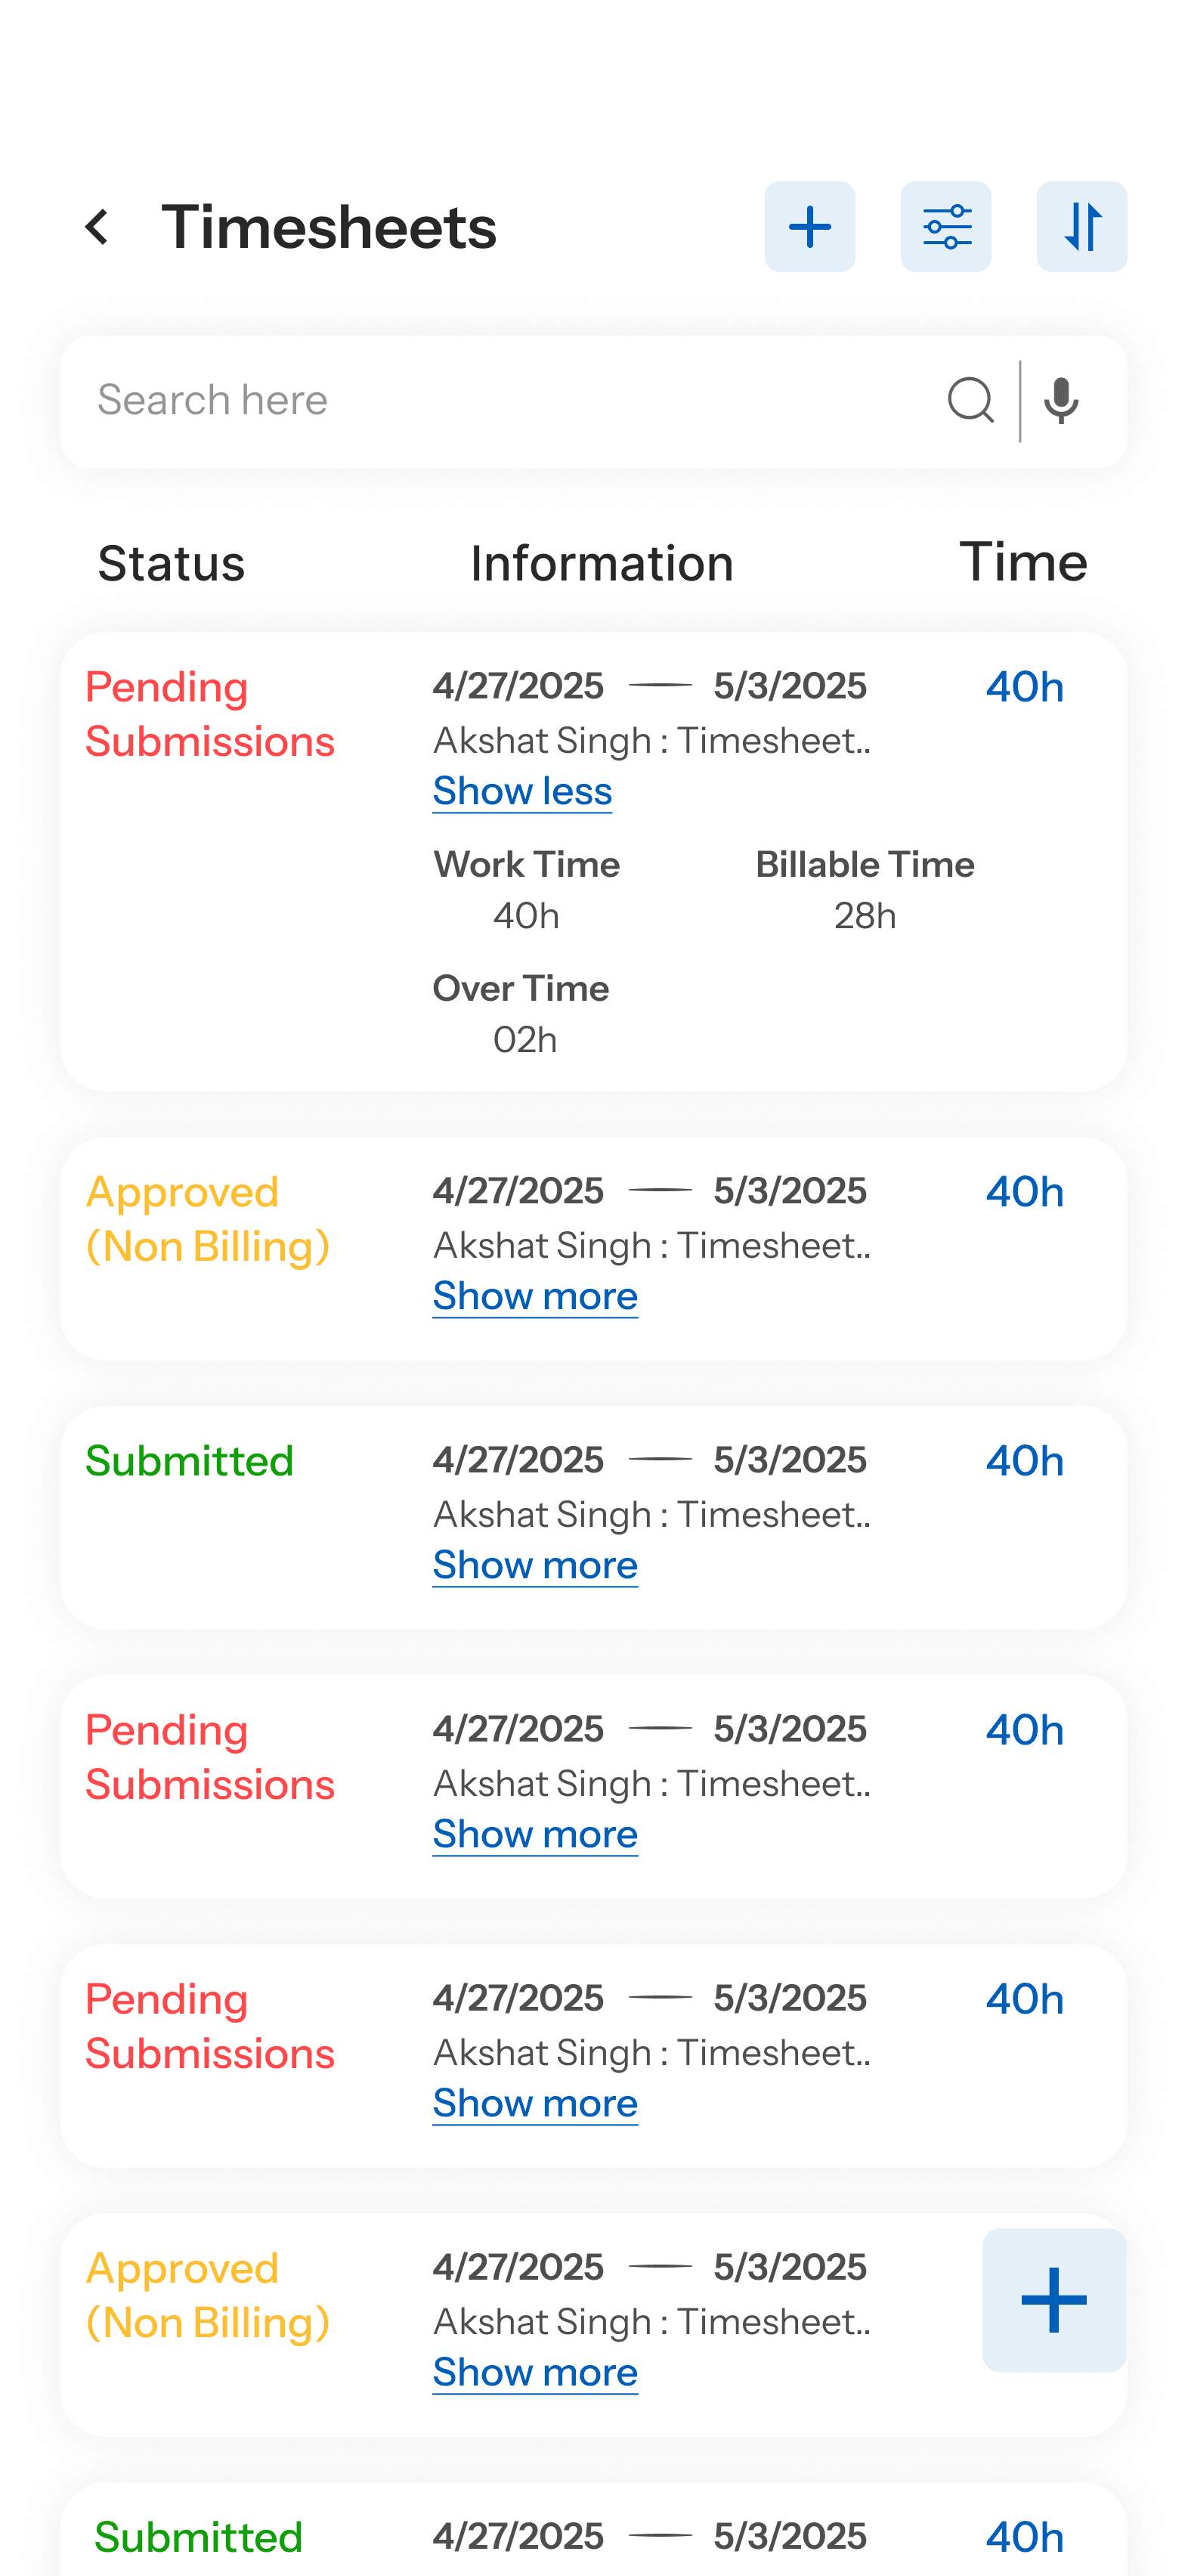 Timesheets
Search here
Status Information Time
Pending 4/27/2025 — 5/3/2025 40h
Submissions Akshat Singh : Timesheet..
Show less
Work Time Billable Time
40h 28h
Over Time
02h
Approved 4/27/2025 — 5/3/2025 40h
(Non Billing) Akshat Singh : Timesheet..
Show more
Submitted 4/27/2025 — 5/3/2025 40h
Akshat Singh : Timesheet..
Show more
Pending 4/27/2025 — 5/3/2025 40h
Submissions Akshat Singh : Timesheet..
Show more
Pending 4/27/2025 — 5/3/2025 40h
Submissions Akshat Singh : Timesheet..
Show more
Approved 4/27/2025 — 5/3/2025
(Non Billing) Akshat Singh : Timesheet..
Show more
Submitted 4/27/2025 — 5/3/2025 40h